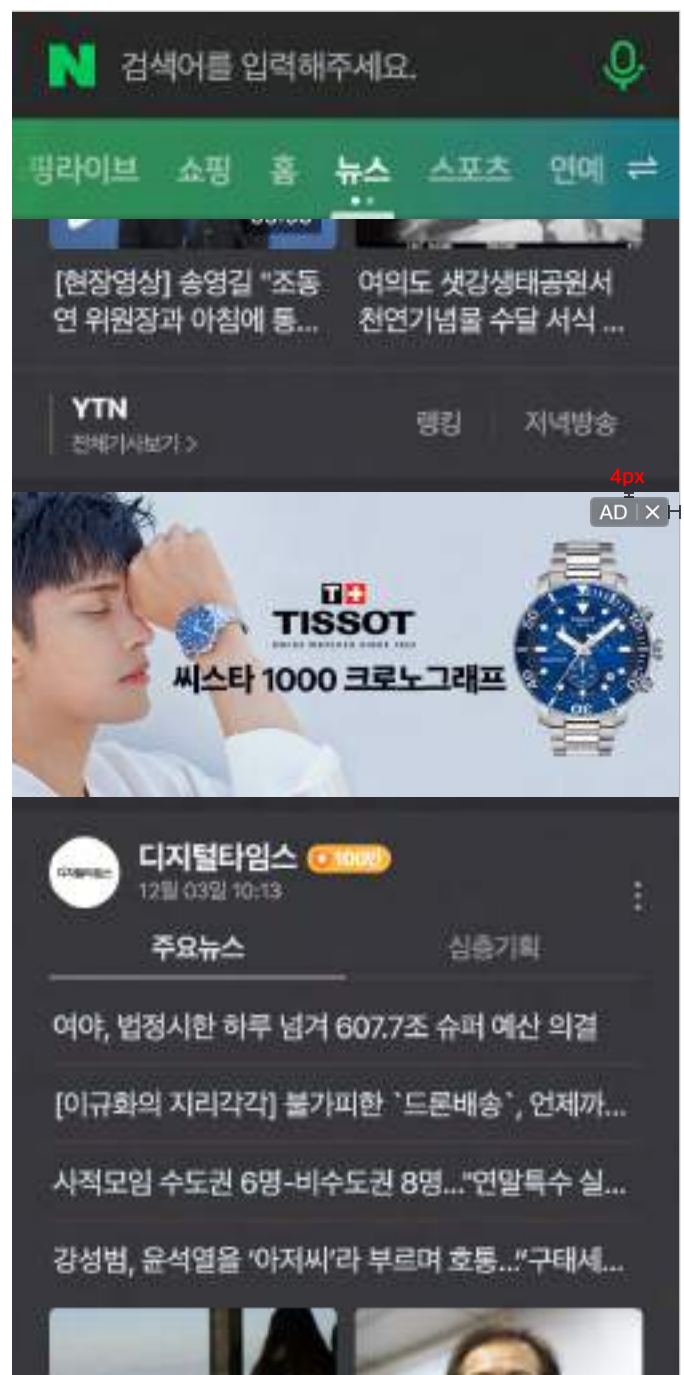 N 검색어를 입력해주세요.
핑라이브 쇼핑 홈 뉴스 스포츠 연예
[현장영상] 송영길 "조동
연 위원장과 아침에 통...
여의도 샛강생태공원서
천연기념물 수달 서식 ...
YTN
전체기사보기 >
랭킹 저녁방송
4px
AD ×
T+
TISSOT
씨스타 1000 크로노그래프
디지털타임스
디지털타임스 100만
12월 03일 10:13
주요뉴스 심층기획
여야, 법정시한 하루 넘겨 607.7조 슈퍼 예산 의결
[이규화의 지리각각] 불가피한 `드론배송`, 언제까...
사적모임 수도권 6명-비수도권 8명..."연말특수 실...
강성범, 윤석열을 '아저씨'라 부르며 호통..."구태세...